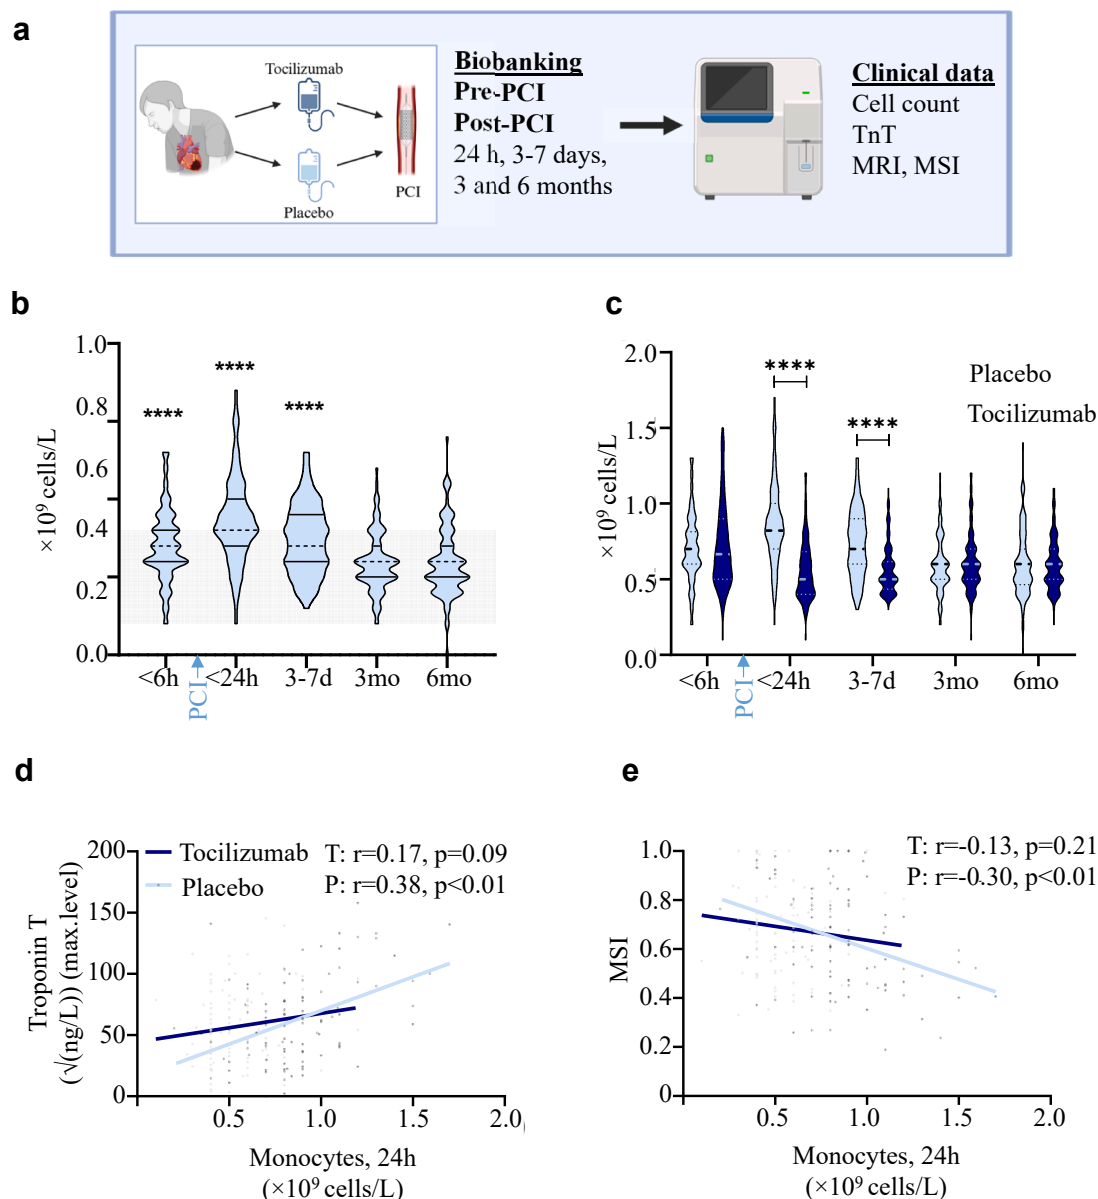 a
Tocilizumab
Placebo
PCI
Biobanking
Pre-PCI
Post-PCI
24 h, 3-7 days,
3 and 6 months
Clinical data
Cell count
TnT
MRI, MSI
b
×10⁹ cells/L
1.0
0.8
0.6
0.4
0.2
0.0
****
****
****
<6h
<24h
3-7d
3mo
6mo
PCI
c
×10⁹ cells/L
2.0
1.5
1.0
0.5
0.0
****
****
Placebo
Tocilizumab
<6h
<24h
3-7d
3mo
6mo
PCI
d
Troponin T
(√(ng/L)) (max.level)
200
150
100
50
0
Tocilizumab
Placebo
T: r=0.17, p=0.09
P: r=0.38, p<0.01
0.5
1.0
1.5
2.0
Monocytes, 24h
(×10⁹ cells/L)
e
MSI
1.0
0.8
0.6
0.4
0.2
0
T: r=-0.13, p=0.21
P: r=-0.30, p<0.01
0.5
1.0
1.5
2.0
Monocytes, 24h
(×10⁹ cells/L)